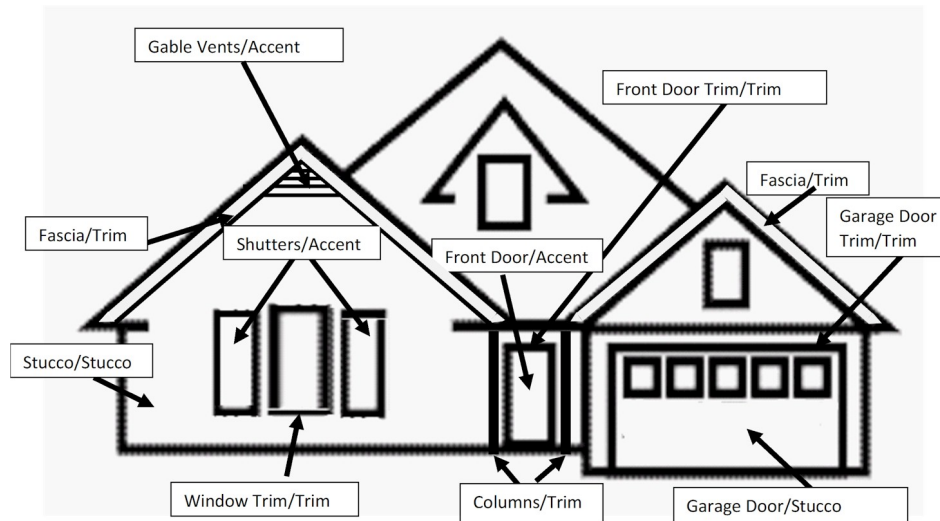 Gable Vents/Accent
Front Door Trim/Trim
Fascia/Trim
Garage Door
Trim/Trim
Fascia/Trim
Shutters/Accent
Front Door/Accent
Stucco/Stucco
Window Trim/Trim
Columns/Trim
Garage Door/Stucco